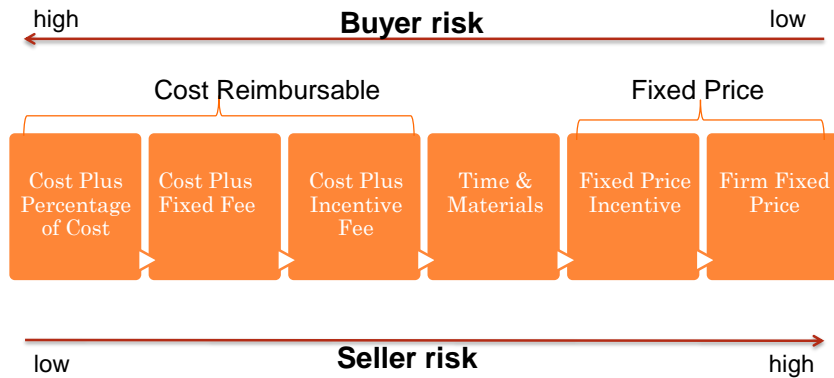 high
Buyer risk
low
Cost Reimbursable
Fixed Price
Cost Plus
Percentage
of Cost
Cost Plus
Fixed Fee
Cost Plus
Incentive
Fee
Time &
Materials
Fixed Price
Incentive
Firm Fixed
Price
low
Seller risk
high